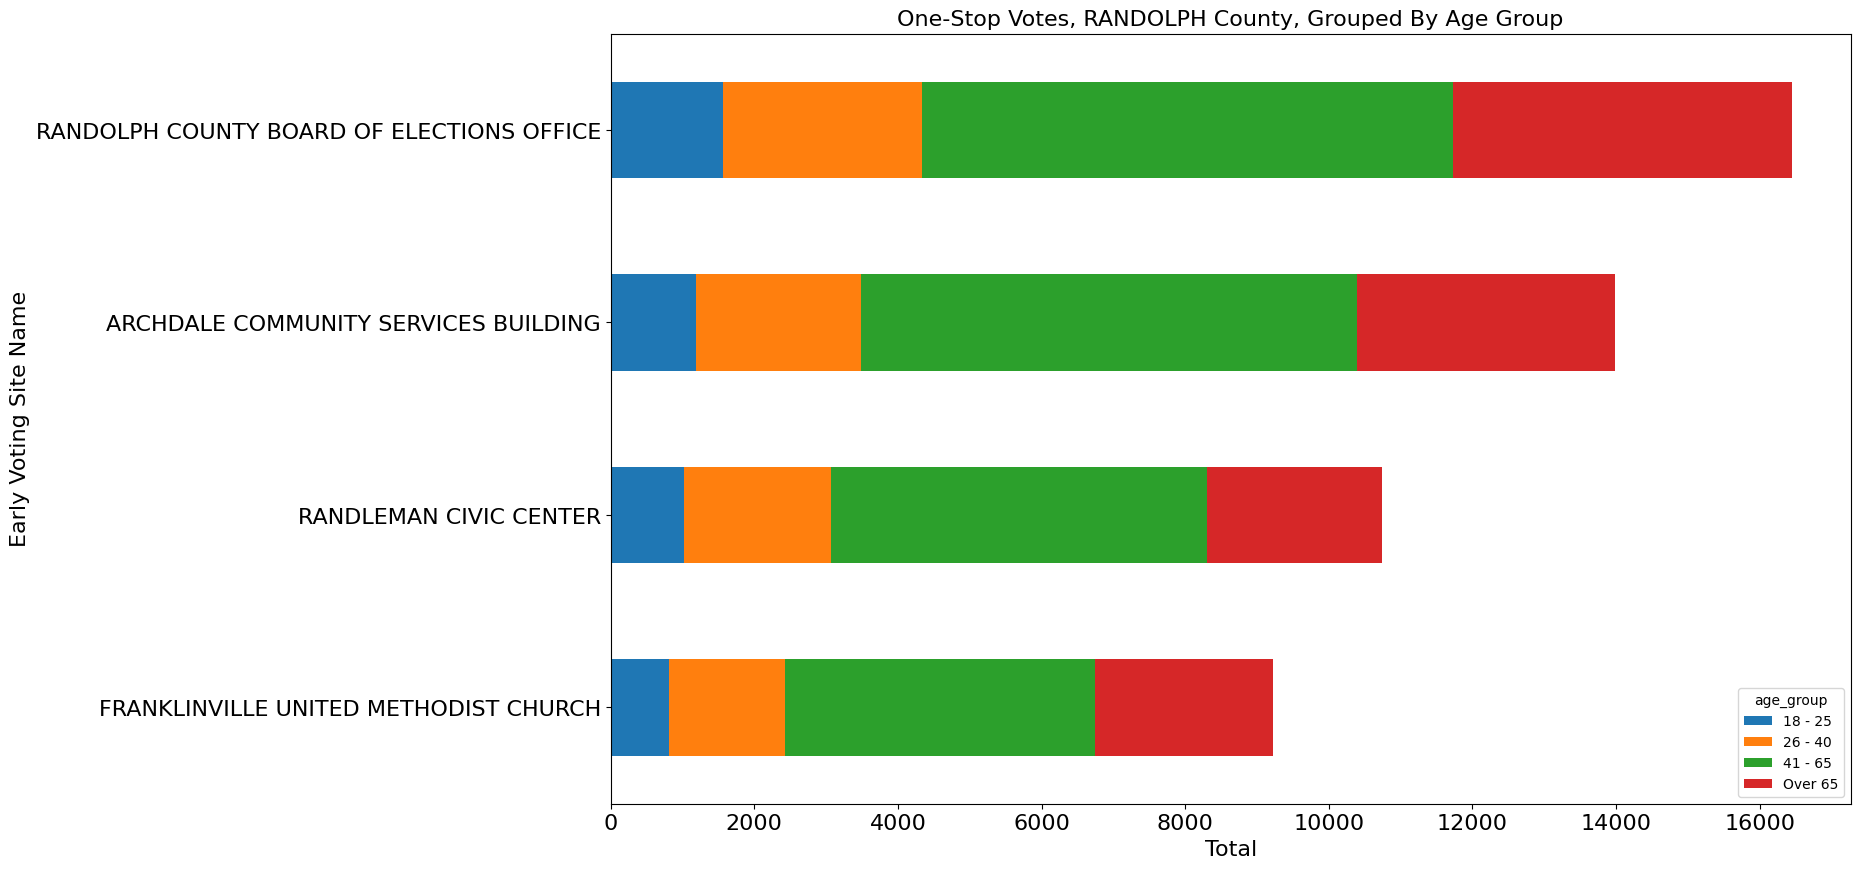 One-Stop Votes, RANDOLPH County, Grouped By Age Group
Early Voting Site Name
RANDOLPH COUNTY BOARD OF ELECTIONS OFFICE
ARCHDALE COMMUNITY SERVICES BUILDING
RANDLEMAN CIVIC CENTER
FRANKLINVILLE UNITED METHODIST CHURCH
age_group
18 - 25
26 - 40
41 - 65
Over 65
0 2000 4000 6000 8000 10000 12000 14000 16000
Total